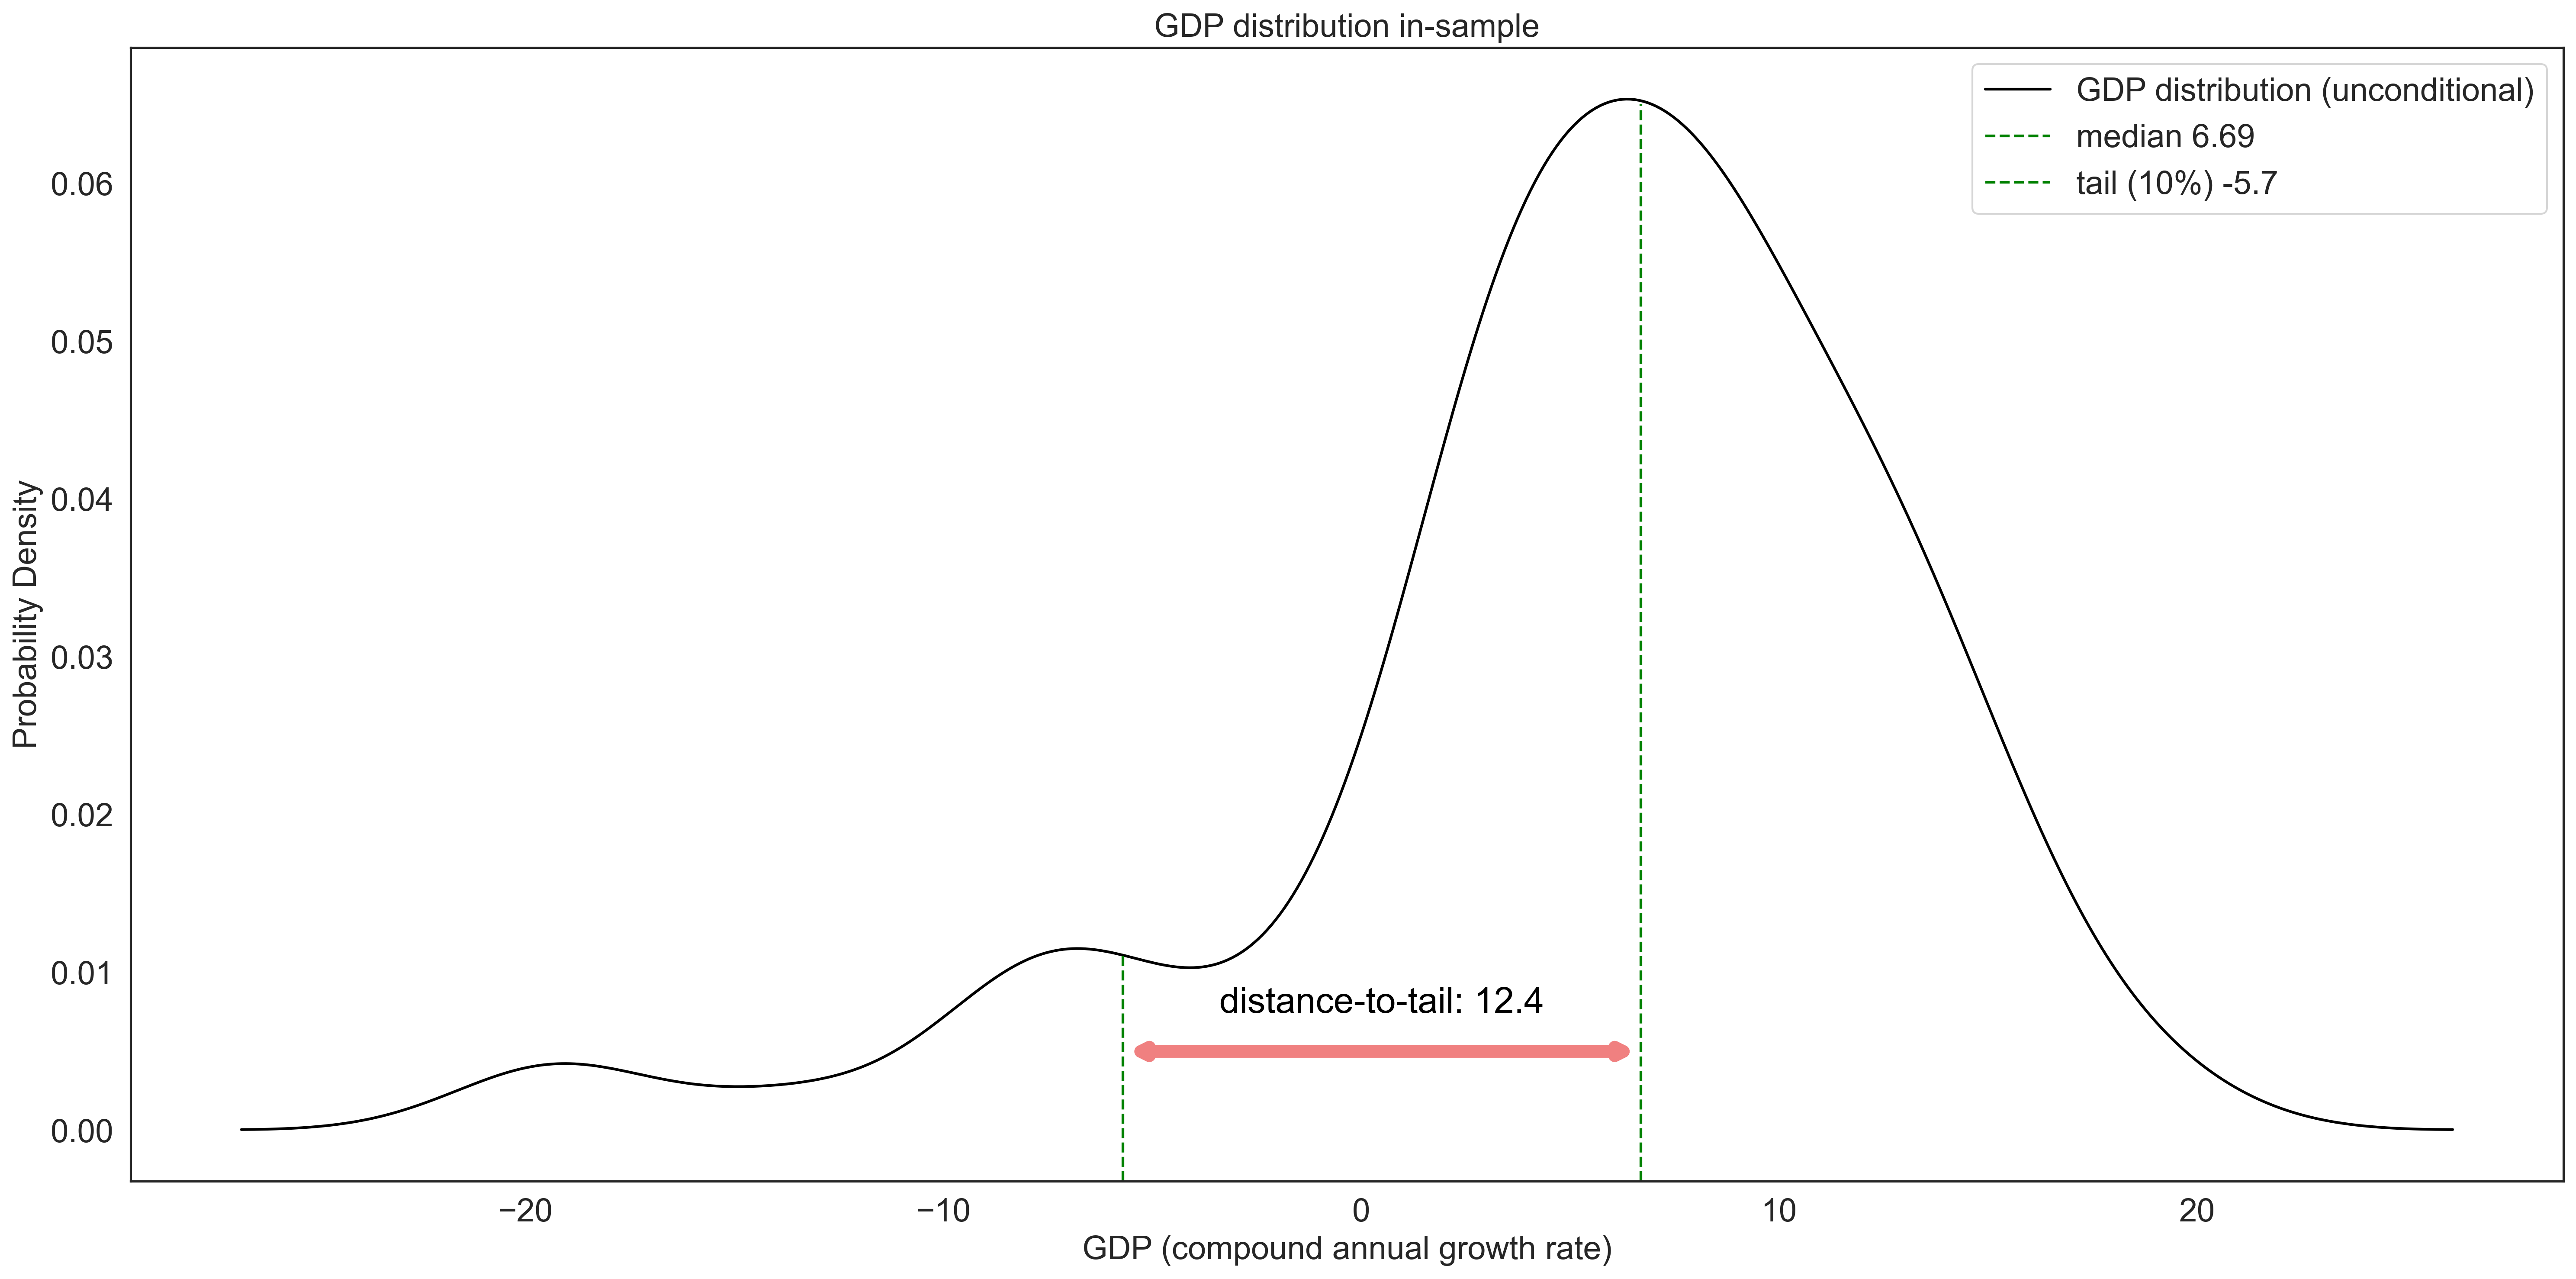 GDP distribution in-sample
GDP distribution (unconditional)
median 6.69
tail (10%) -5.7
Probability Density
0.06
0.05
0.04
0.03
0.02
0.01
0.00
distance-to-tail: 12.4
−20
−10
0
10
20
GDP (compound annual growth rate)